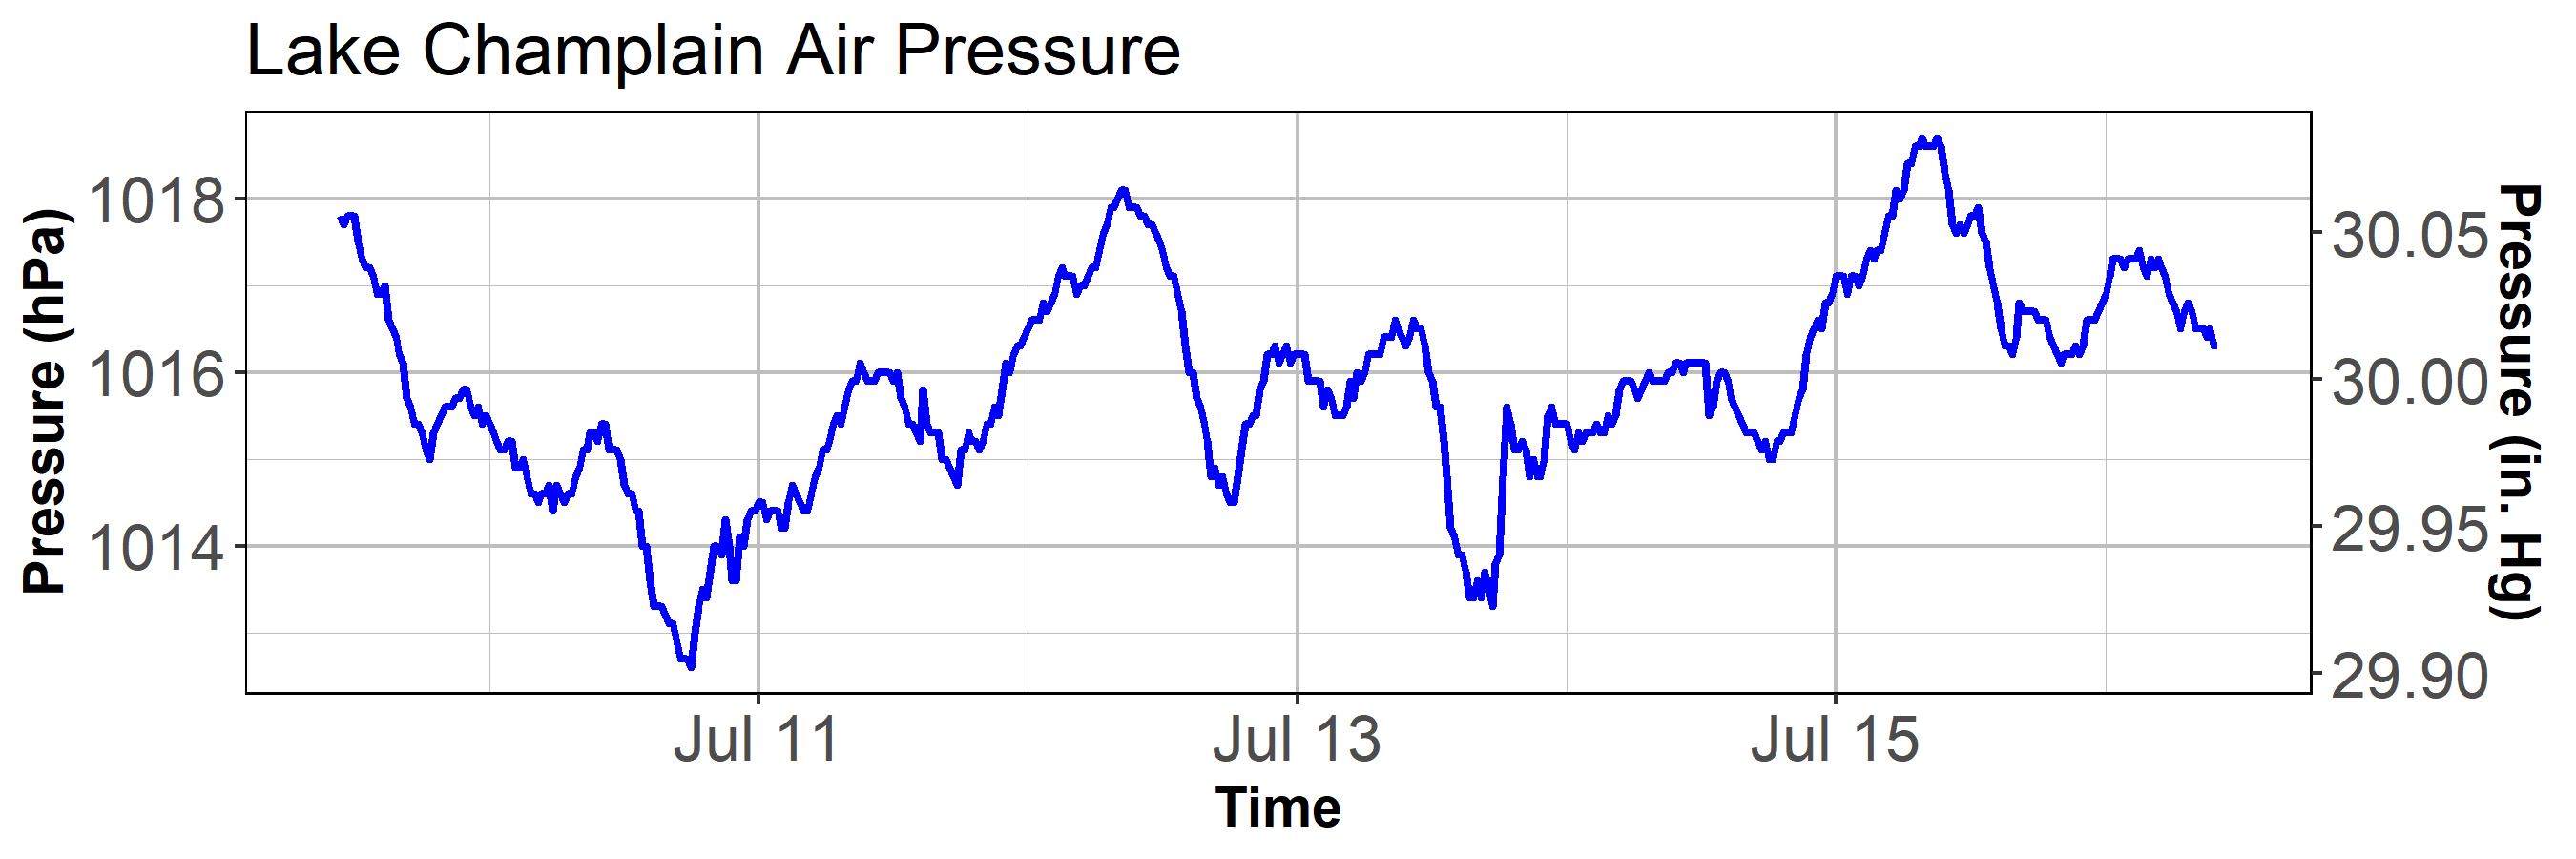 Lake Champlain Air Pressure
Pressure (hPa)
1018
1016
1014
30.05
30.00
29.95
29.90
Pressure (in. Hg)
Jul 11
Jul 13
Jul 15
Time